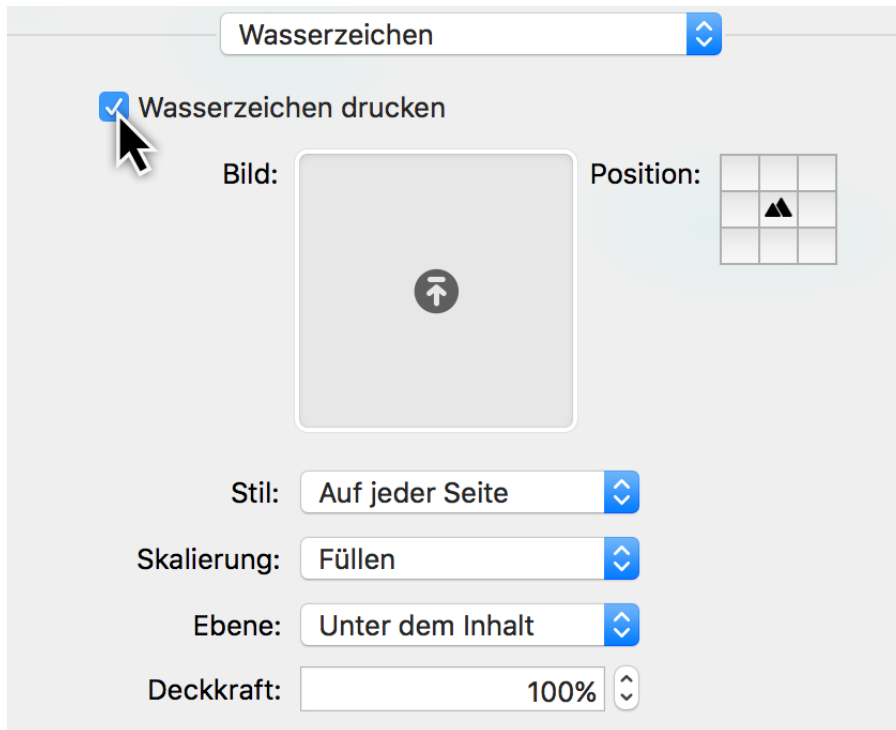 Wasserzeichen
Wasserzeichen drucken
Bild:
Position:
Stil: Auf jeder Seite
Skalierung: Füllen
Ebene: Unter dem Inhalt
Deckkraft: 100%